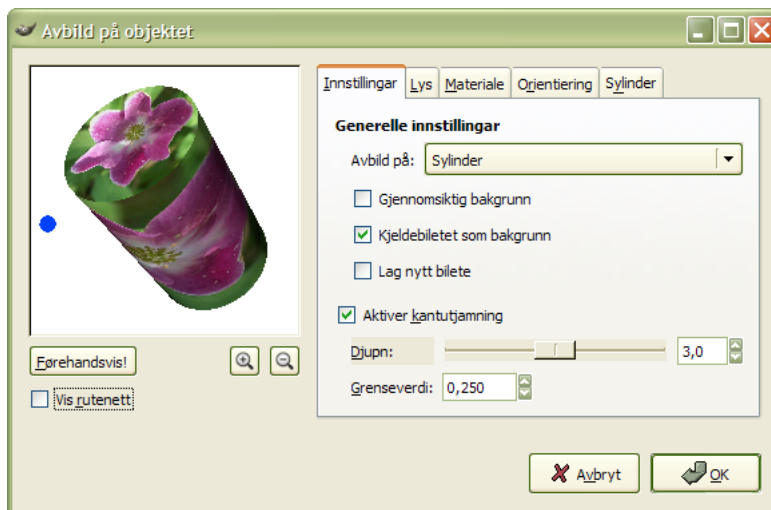 Avbild på objektet
Innstillingar Lys Materiale Orientiering Sylinder
Generelle innstillingar
Avbild på: Sylinder
Gjennomsiktig bakgrunn
Kjeldebiletet som bakgrunn
Lag nytt bilete
Aktiver kantutjamning
Djupn: 3,0
Grenseverdi: 0,250
Førehandsvis!
Vis rutenett
Avbryt OK